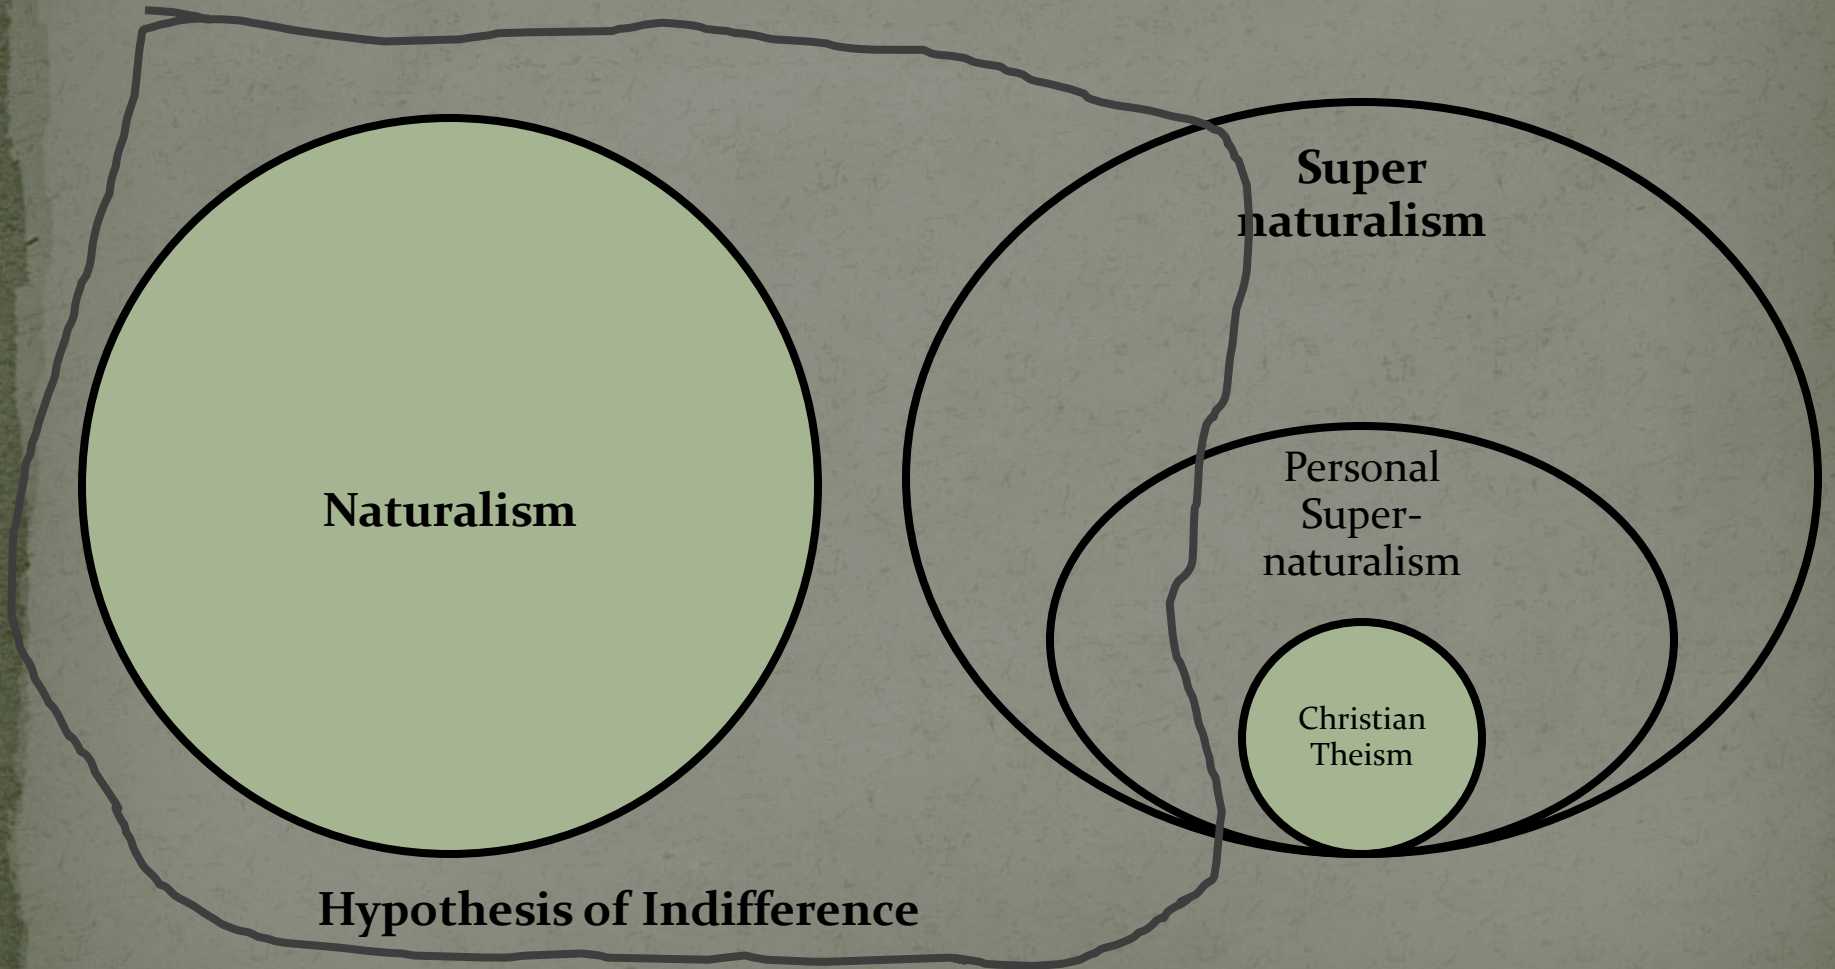 Super
naturalism
Naturalism
Personal
Super-
naturalism
Christian
Theism
Hypothesis of Indifference